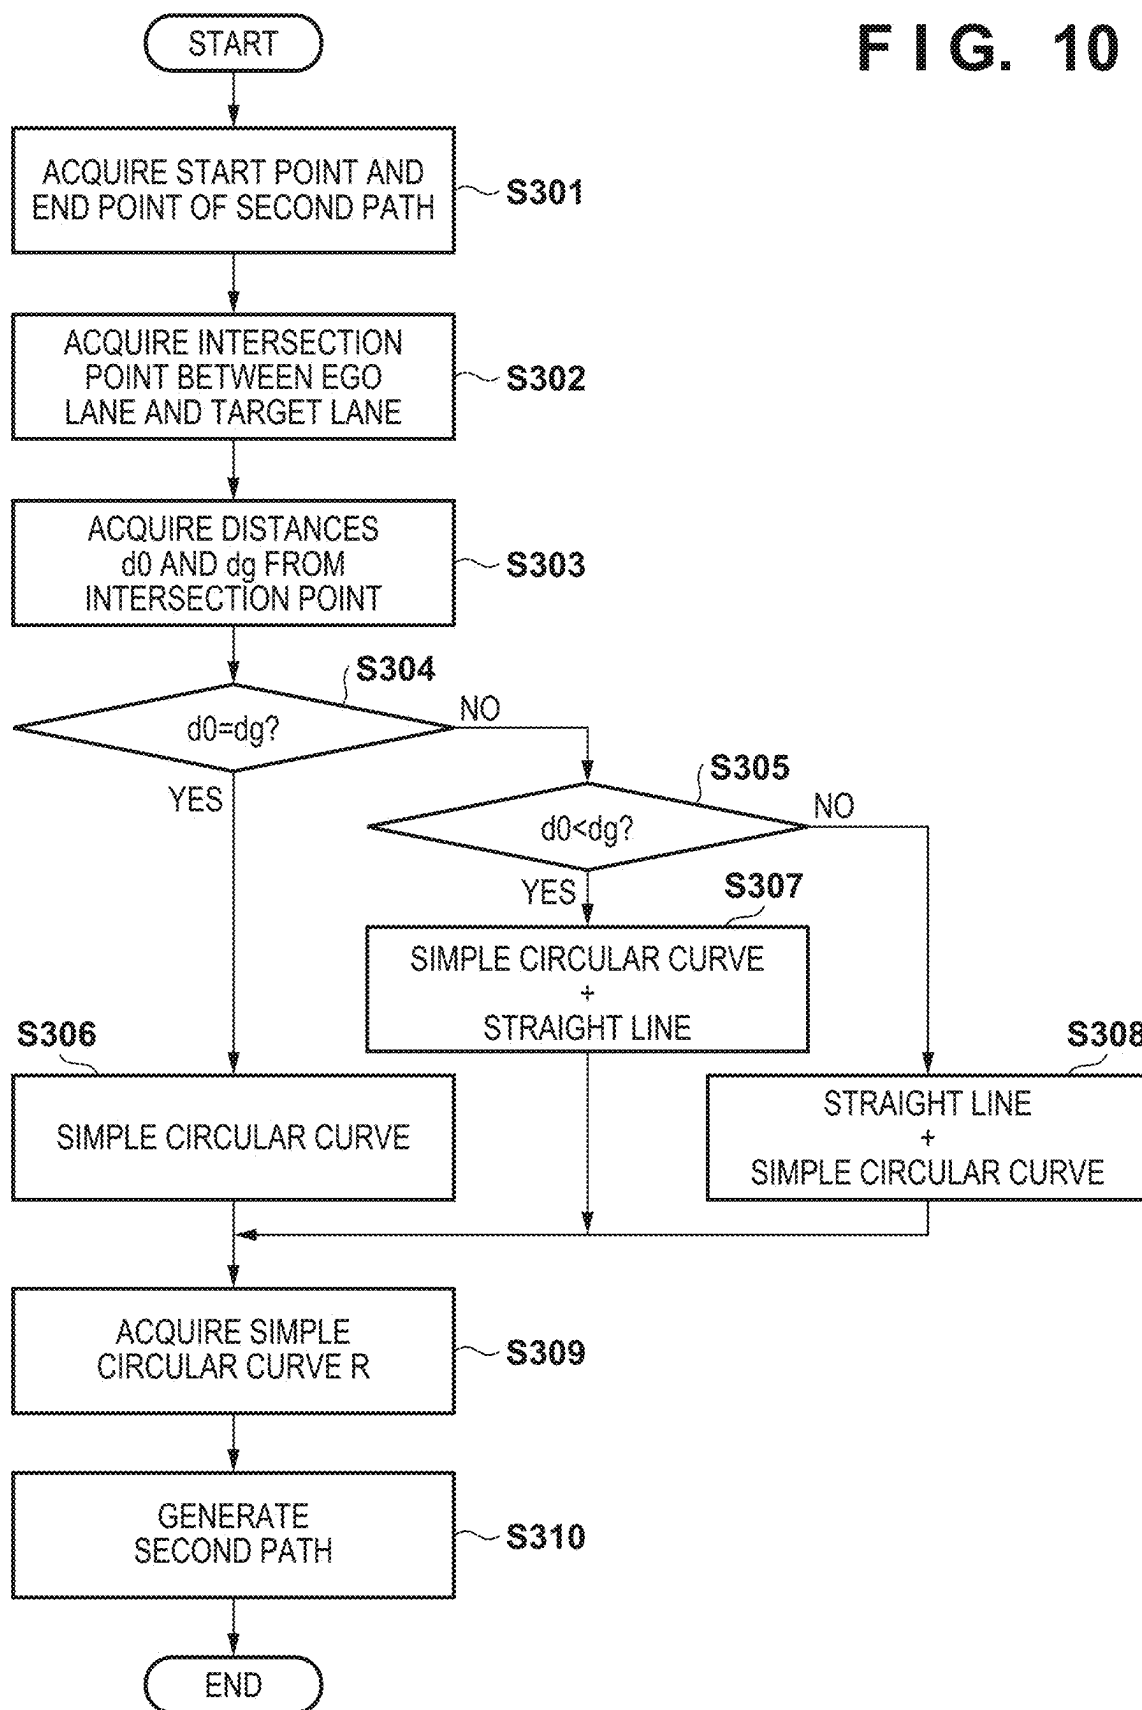 START
FIG. 10
ACQUIRE START POINT AND
END POINT OF SECOND PATH
S301
ACQUIRE INTERSECTION
POINT BETWEEN EGO
LANE AND TARGET LANE
S302
ACQUIRE DISTANCES
d0 AND dg FROM
INTERSECTION POINT
S303
S304
d0=dg?
NO
YES
S305
d0<dg?
NO
YES
S307
SIMPLE CIRCULAR CURVE
+
STRAIGHT LINE
S306
SIMPLE CIRCULAR CURVE
S308
STRAIGHT LINE
+
SIMPLE CIRCULAR CURVE
ACQUIRE SIMPLE
CIRCULAR CURVE R
S309
GENERATE
SECOND PATH
S310
END